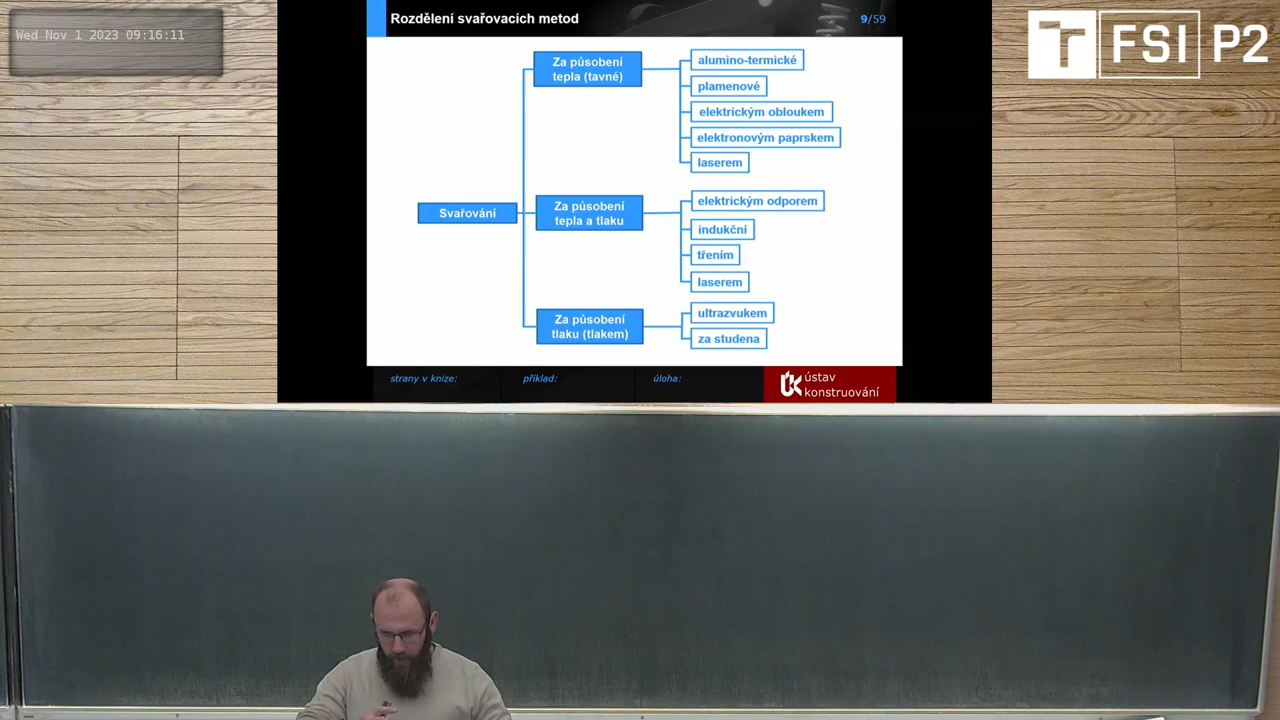 Wed Nov 1 2023 09:16:11
Rozdělení svařovacích metod
9/59
FSI P2
Svařování
Za působení
tepla (tavné)
alumino-termické
plamenové
elektrickým obloukem
elektronovým paprskem
laserem
Za působení
tepla a tlaku
elektrickým odporem
indukční
třením
laserem
Za působení
tlaku (tlakem)
ultrazvukem
za studena
strany v knize:
příklad:
úloha:
ústav
konstruování